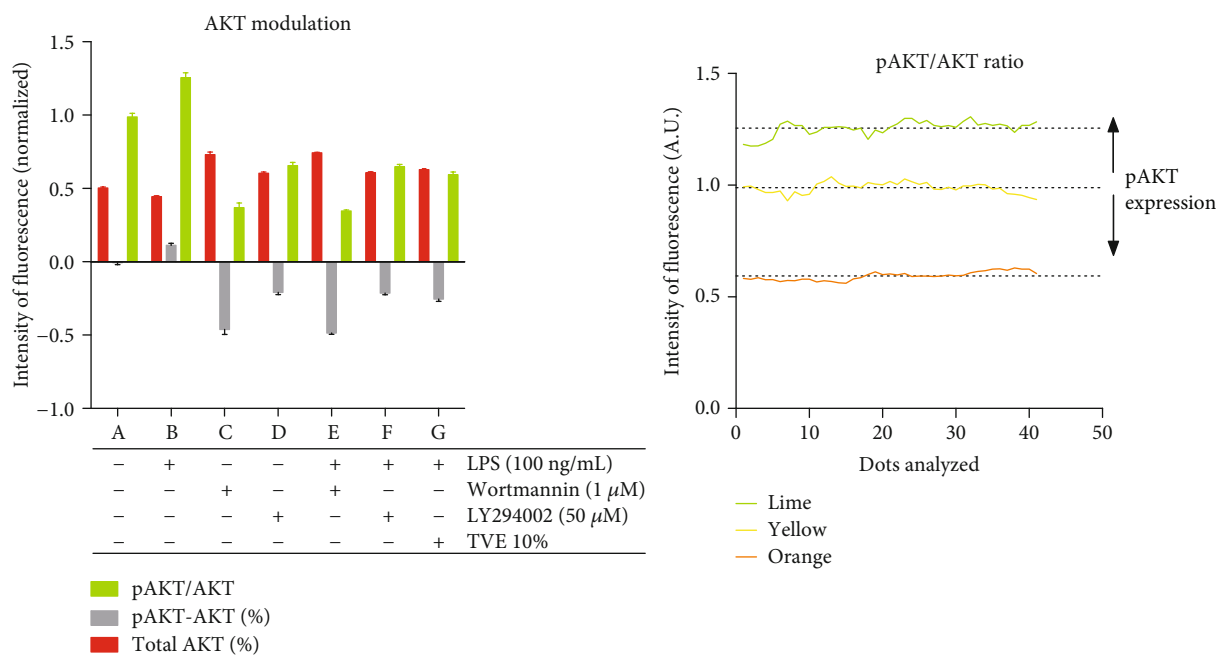 AKT modulation
1.5
1.0
0.5
0.0
−0.5
−1.0
Intensity of fluorescence (normalized)
A B C D E F G
− + − − + + + LPS (100 ng/mL)
− − + − + − − Wortmannin (1 μM)
− − − + − + − LY294002 (50 μM)
− − − − − − + TVE 10%
pAKT/AKT
pAKT-AKT (%)
Total AKT (%)
pAKT/AKT ratio
1.5
1.0
0.5
0.0
Intensity of fluorescence (A.U.)
0 10 20 30 40 50
Dots analyzed
pAKT
expression
Lime
Yellow
Orange